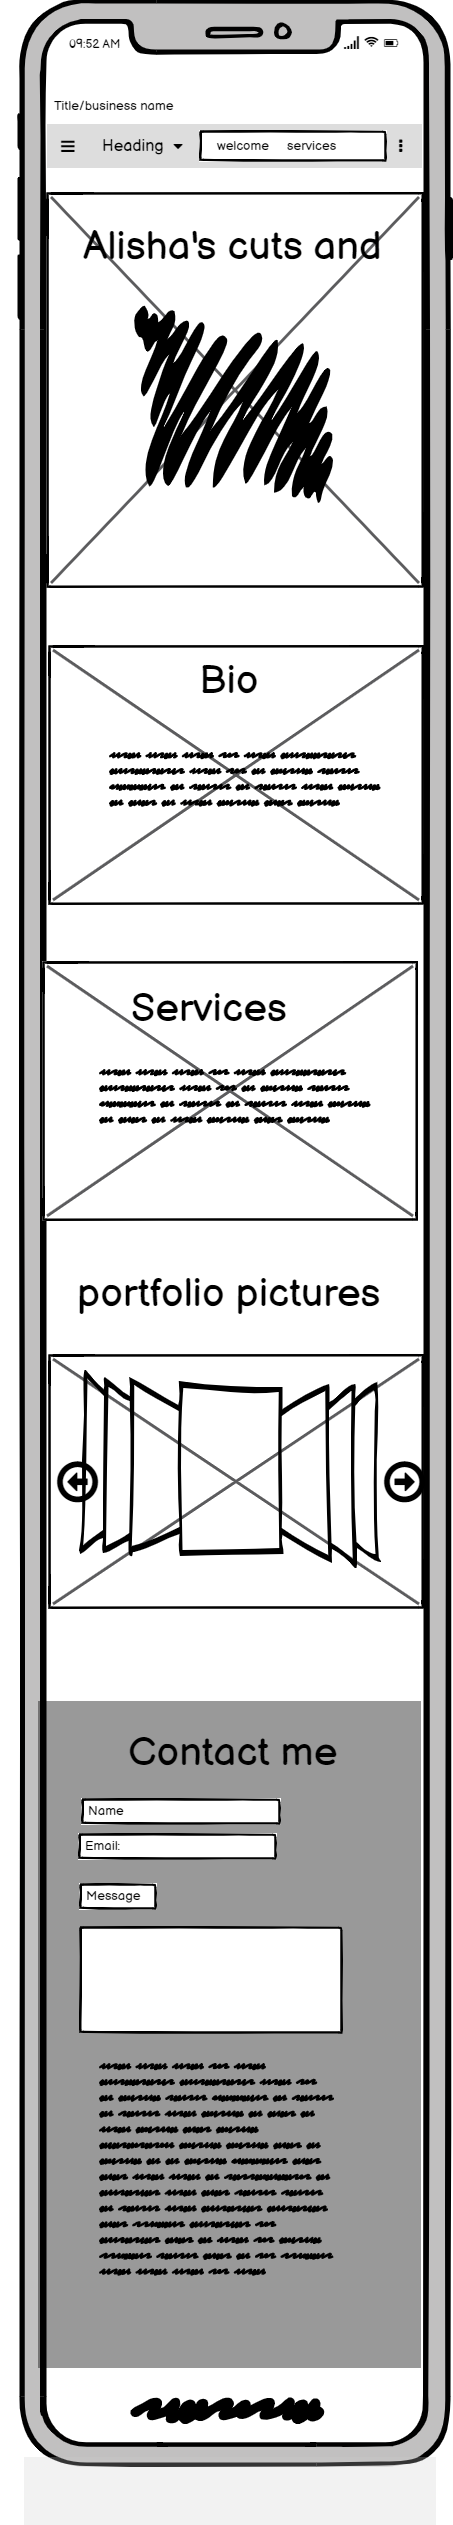 09:52 AM
Title/business name
Heading welcome services
Alisha's cuts and
Bio
Services
portfolio pictures
Contact me
Name
Email:
Message